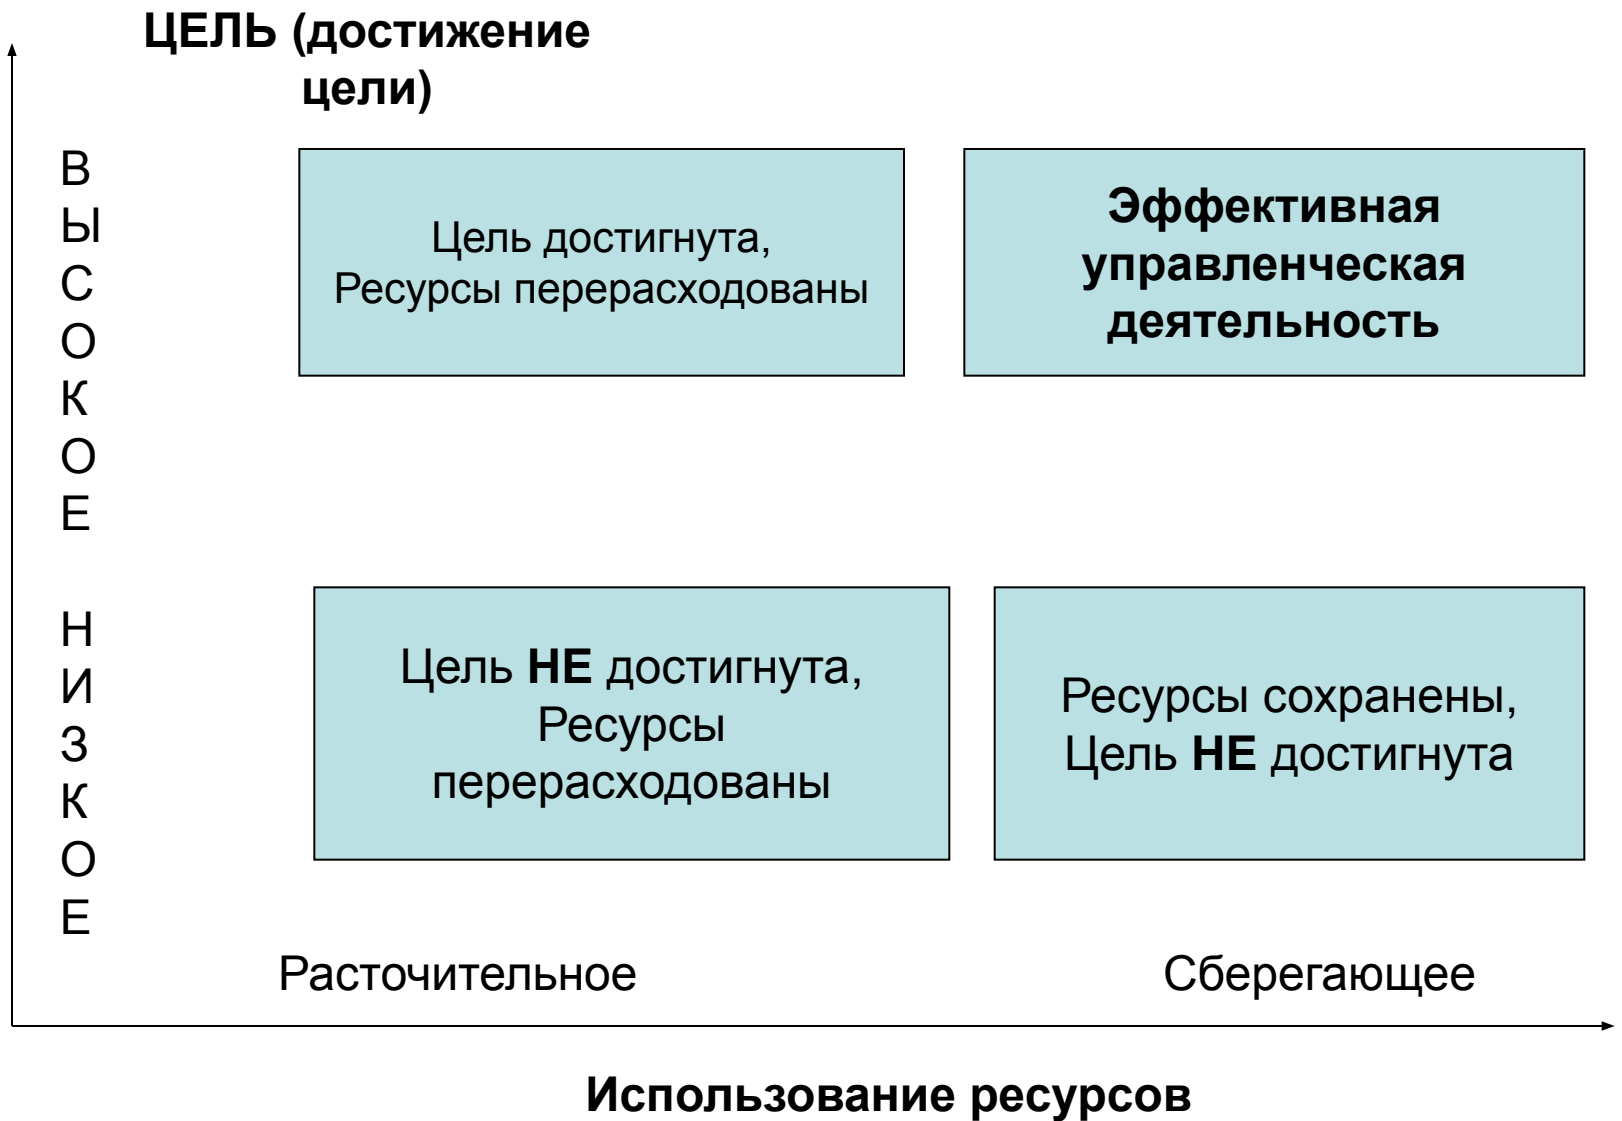 ЦЕЛЬ (достижение
цели)
В
Ы
С
О
К
О
Е
Н
И
З
К
О
Е
Цель достигнута,
Ресурсы перерасходованы
Эффективная
управленческая
деятельность
Цель НЕ достигнута,
Ресурсы
перерасходованы
Ресурсы сохранены,
Цель НЕ достигнута
Расточительное
Сберегающее
Использование ресурсов